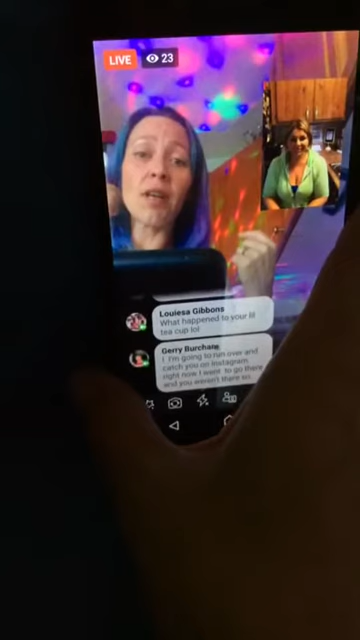 LIVE 23
Louiesa Gibbons
What happened to your lil
tea cup lol
Gerry Burcham
I. I'm going to run over and
catch you on Instagram
right now I went to go there
and you weren't there so